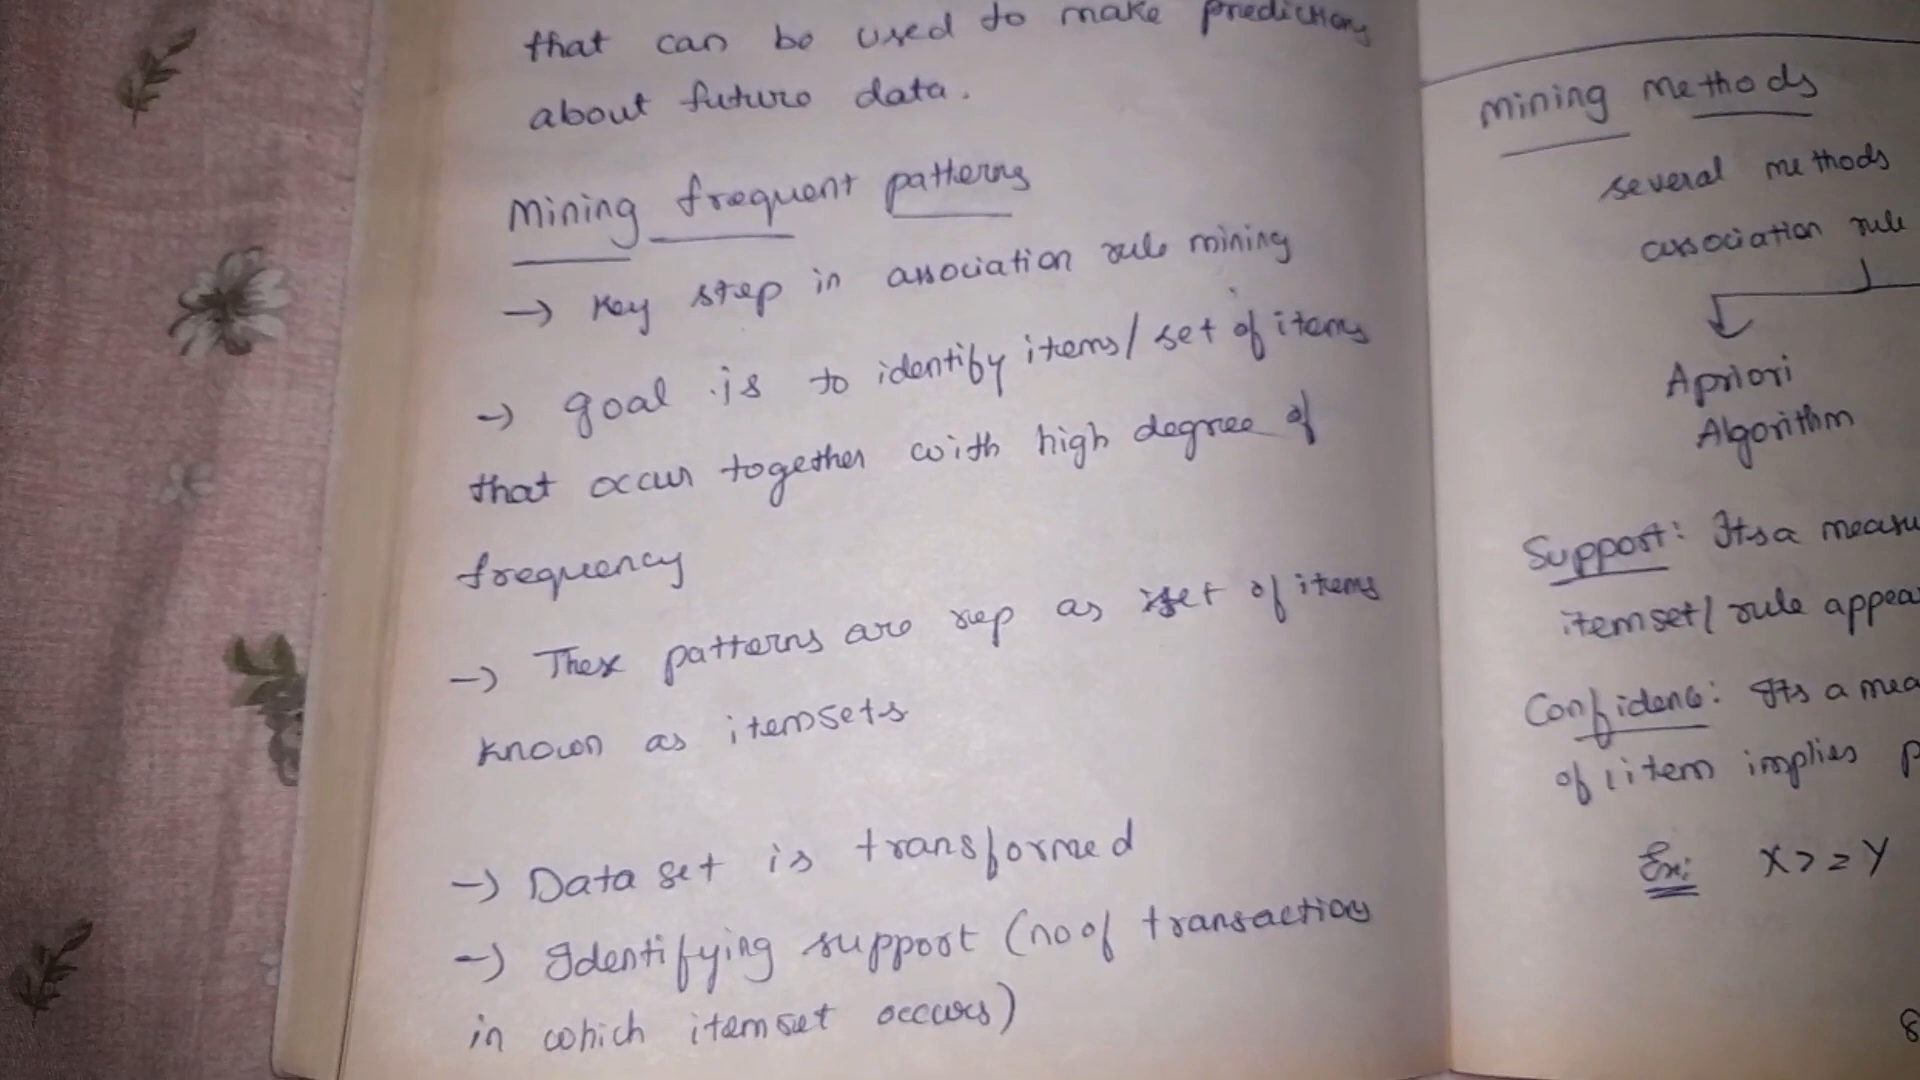 that can be used to make predictions
about future data.
Mining frequent patterns
→ Key step in association rule mining
→ goal is to identify items/ set of items
that occur together with high degree of
frequency
→ These patterns are rep as set of items
known as itemsets
→ Data set is transformed
→ Identifying support (no of transactions
in which itemset occurs)
Mining Methods
several methods
association rule
Apriori
Algorithm
Support: Its a
itemset/ rule
Confidence: Its a
of 1 item implies
Ex: X>=Y
8